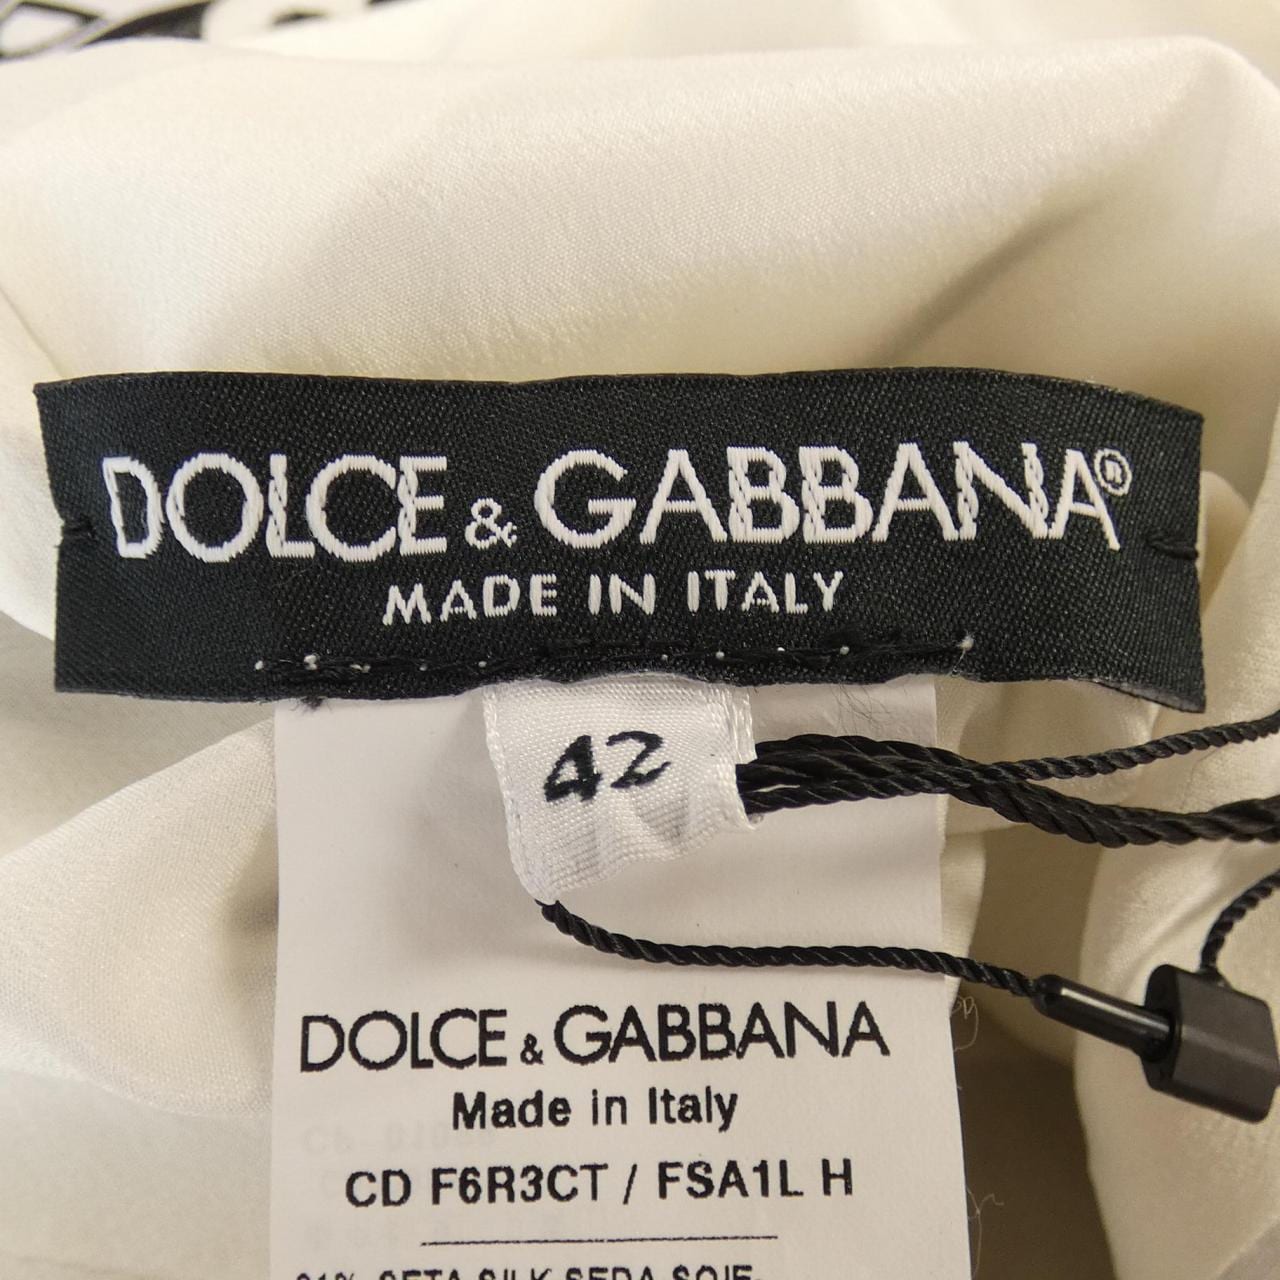 DOLCE & GABBANA®
MADE IN ITALY
42
DOLCE & GABBANA
Made in Italy
CD F6R3CT / FSA1L H
SETA SILK SEDA SOIE